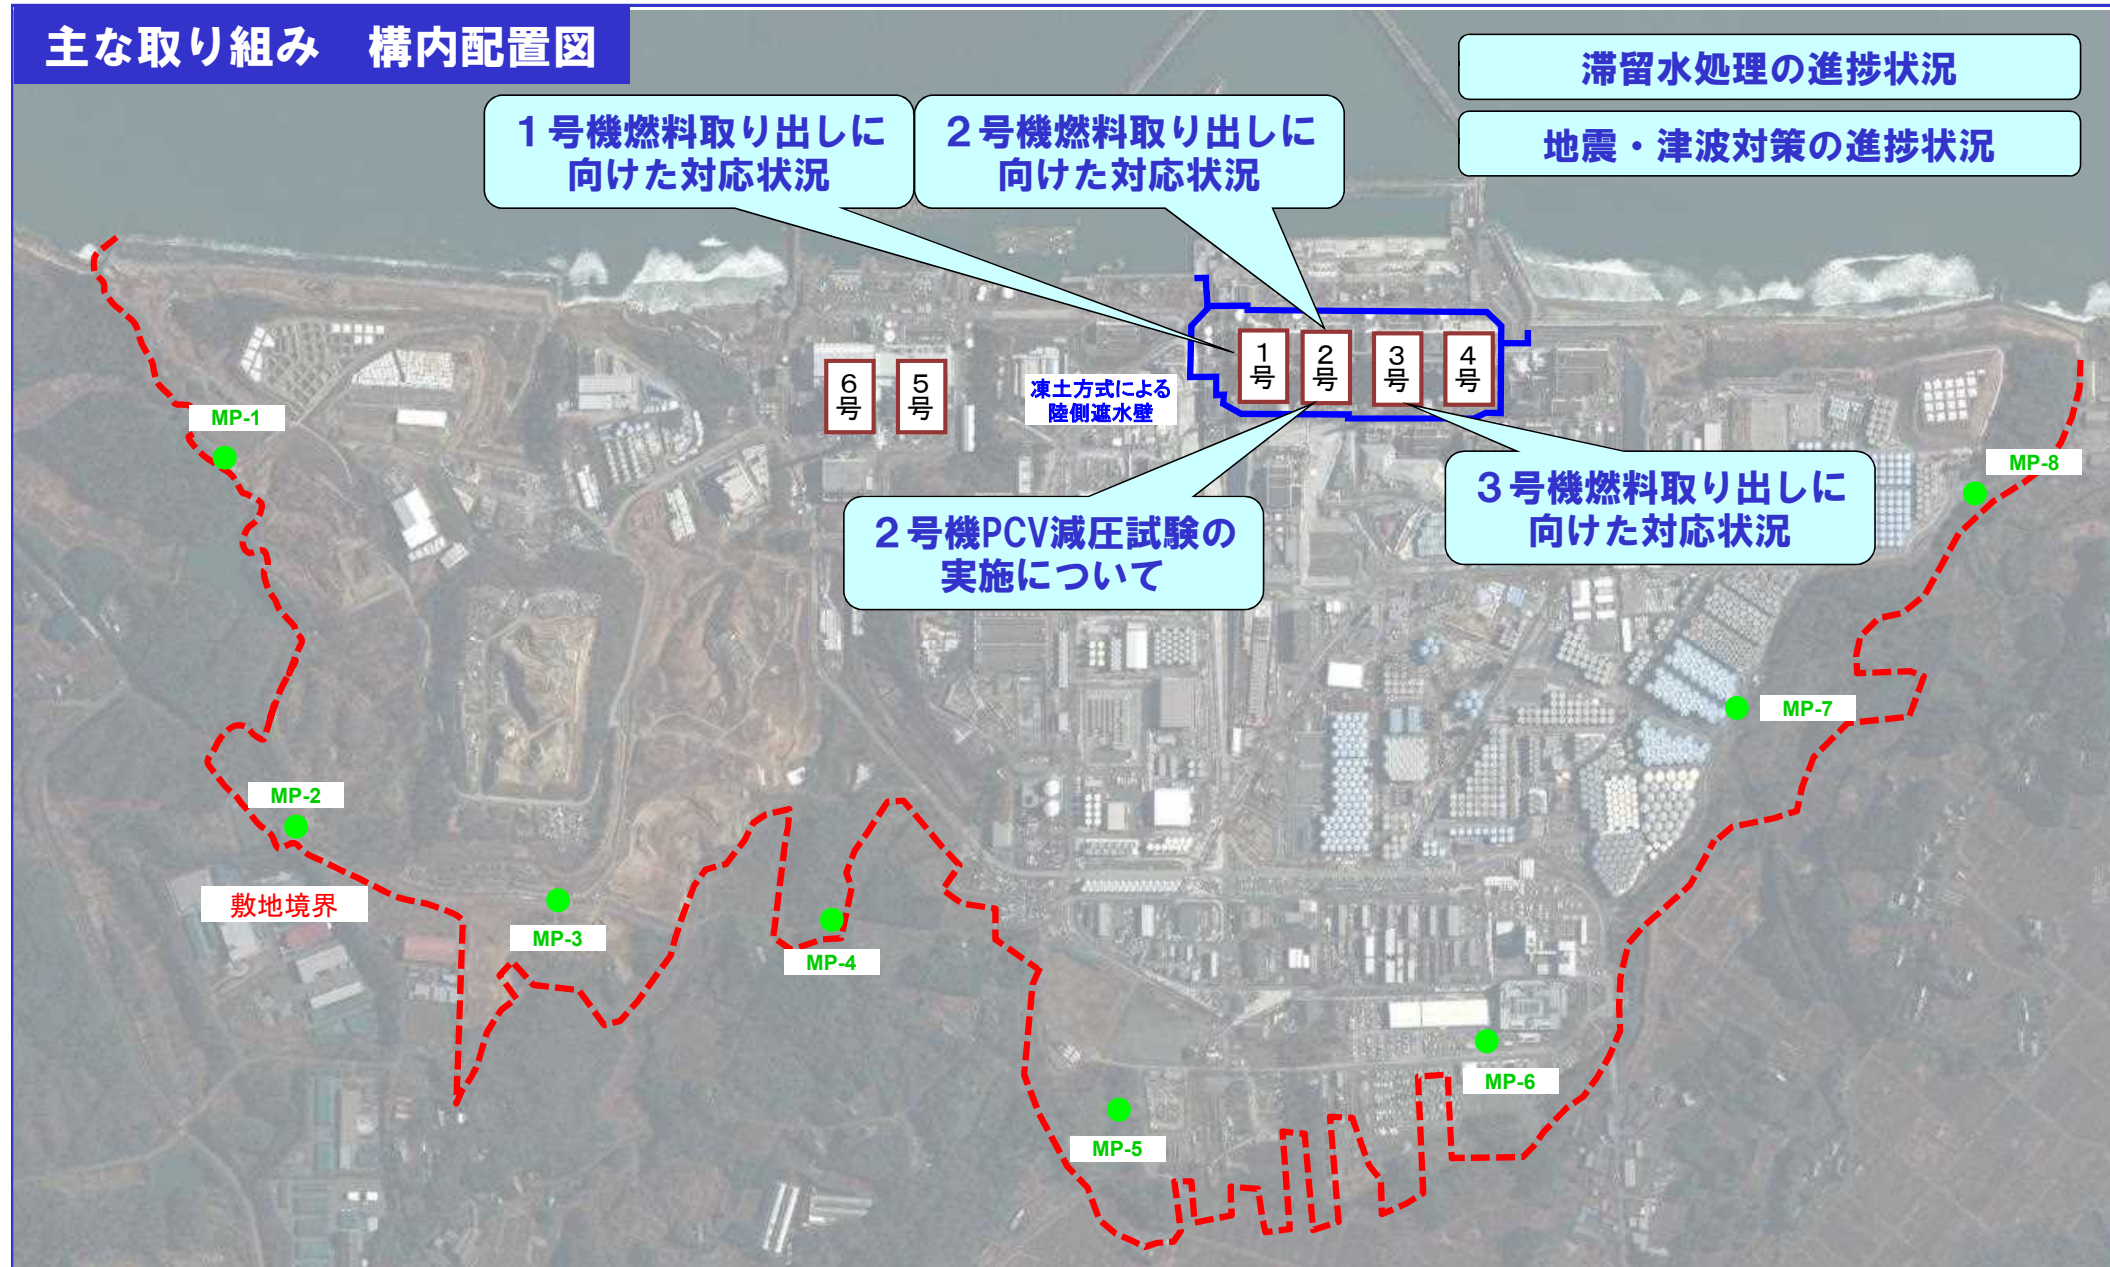 主な取り組み　構内配置図
滞留水処理の進捗状況
地震・津波対策の進捗状況
１号機燃料取り出しに
向けた対応状況
２号機燃料取り出しに
向けた対応状況
6号
5号
凍土方式による
陸側遮水壁
1号
2号
3号
4号
MP-1
MP-8
２号機PCV減圧試験の
実施について
３号機燃料取り出しに
向けた対応状況
MP-7
MP-2
敷地境界
MP-3
MP-4
MP-6
MP-5